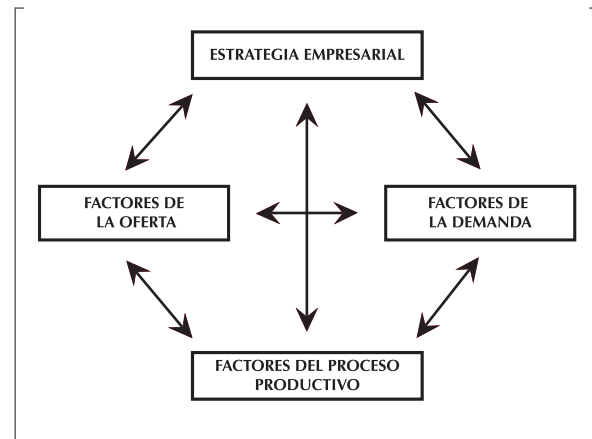 ESTRATEGIA EMPRESARIAL
FACTORES DE
LA OFERTA
FACTORES DE
LA DEMANDA
FACTORES DEL PROCESO
PRODUCTIVO